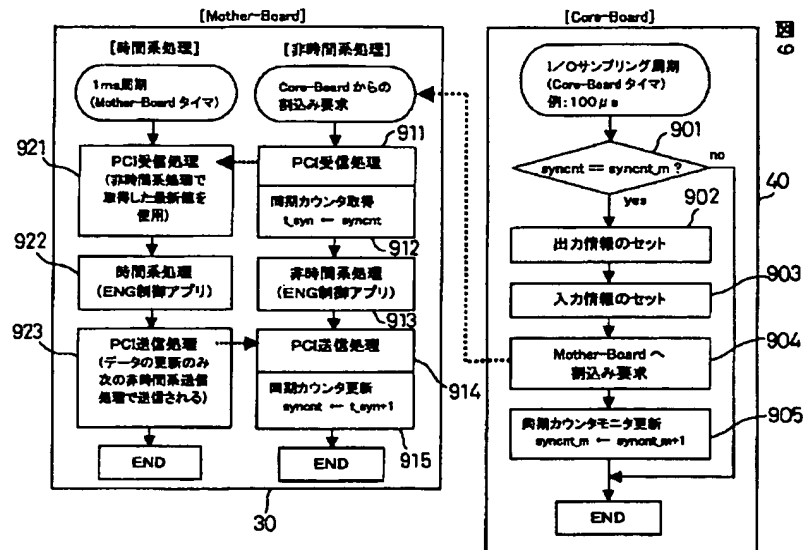 [Mother-Board]
[時間系処理]
[非時間系処理]
1ms周期
(Mother-Board タイマ)
Core-Board からの
割込み要求
921
PCI受信処理
(非時間系処理で
取得した最新値を
使用)
911
PCI受信処理
同期カウンタ取得
t_syn ← syncnt
912
922
時間系処理
(ENG制御アプリ)
非時間系処理
(ENG制御アプリ)
913
923
PCI送信処理
(データの更新のみ
次の非時間系送信
処理で送信される)
PCI送信処理
914
同期カウンタ更新
syncnt ← t_syn+1
915
END
END
30
[Core-Board]
I/Oサンプリング周期
(Core-Board タイマ)
例:100μs
901
syncnt == syncnt_m ?
no
yes
902
出力情報のセット
903
入力情報のセット
Mother-Board へ
割込み要求
904
同期カウンタモニタ更新
syncnt_m ← syncnt_m+1
905
END
40
図
9